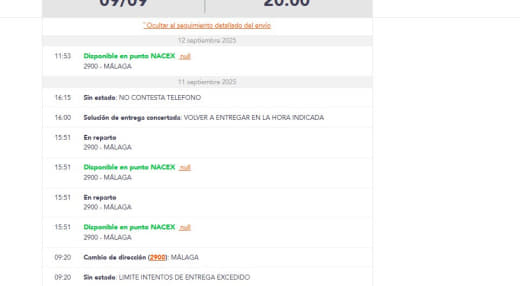 09/09 20:00
ˆ Ocultar el seguimiento detallado del envío
12 septiembre 2025
11:53 Disponible en punto NACEX null
2900 - MÁLAGA
11 septiembre 2025
16:15 Sin estado: NO CONTESTA TELEFONO
16:00 Solución de entrega concertada: VOLVER A ENTREGAR EN LA HORA INDICADA
15:51 En reparto
2900 - MÁLAGA
15:51 Disponible en punto NACEX null
2900 - MÁLAGA
15:51 En reparto
2900 - MÁLAGA
15:51 Disponible en punto NACEX null
2900 - MÁLAGA
09:20 Cambio de dirección (2900): MÁLAGA
09:20 Sin estado: LIMITE INTENTOS DE ENTREGA EXCEDIDO